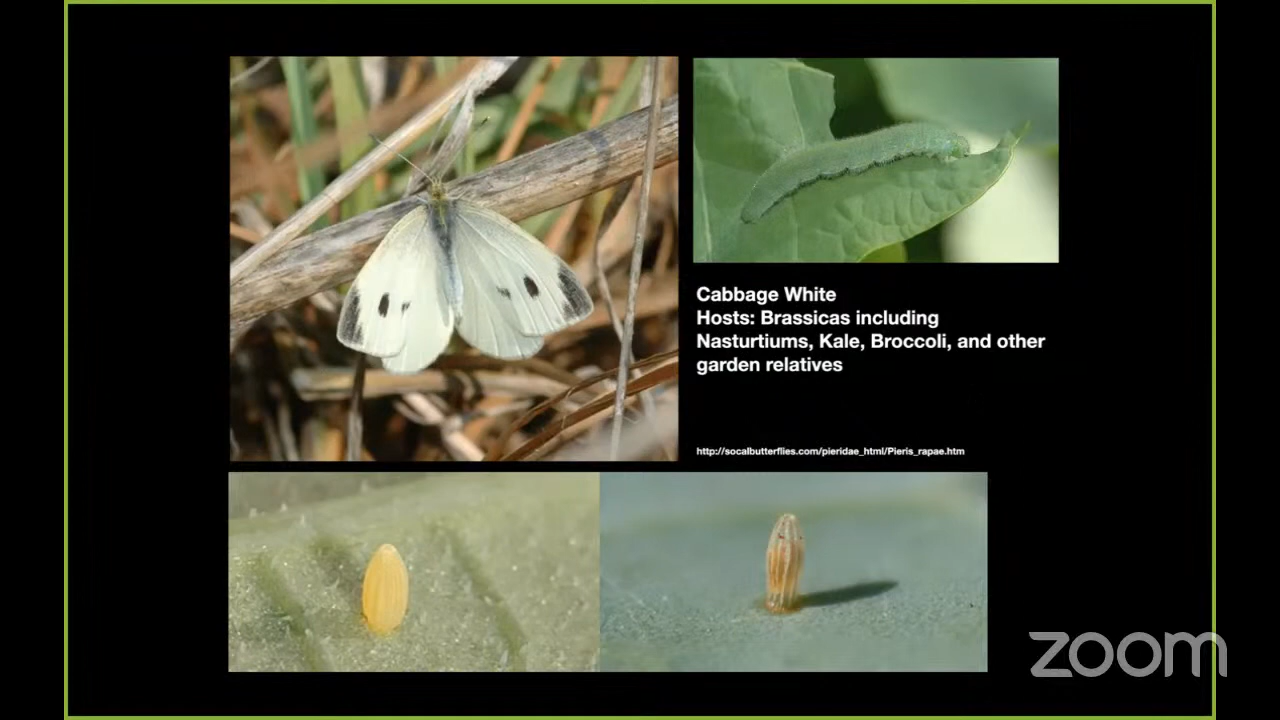 Cabbage White
Hosts: Brassicas including
Nasturtiums, Kale, Broccoli, and other
garden relatives
http://socalbutterflies.com/pieridae_html/Pieris_rapae.htm
zoom